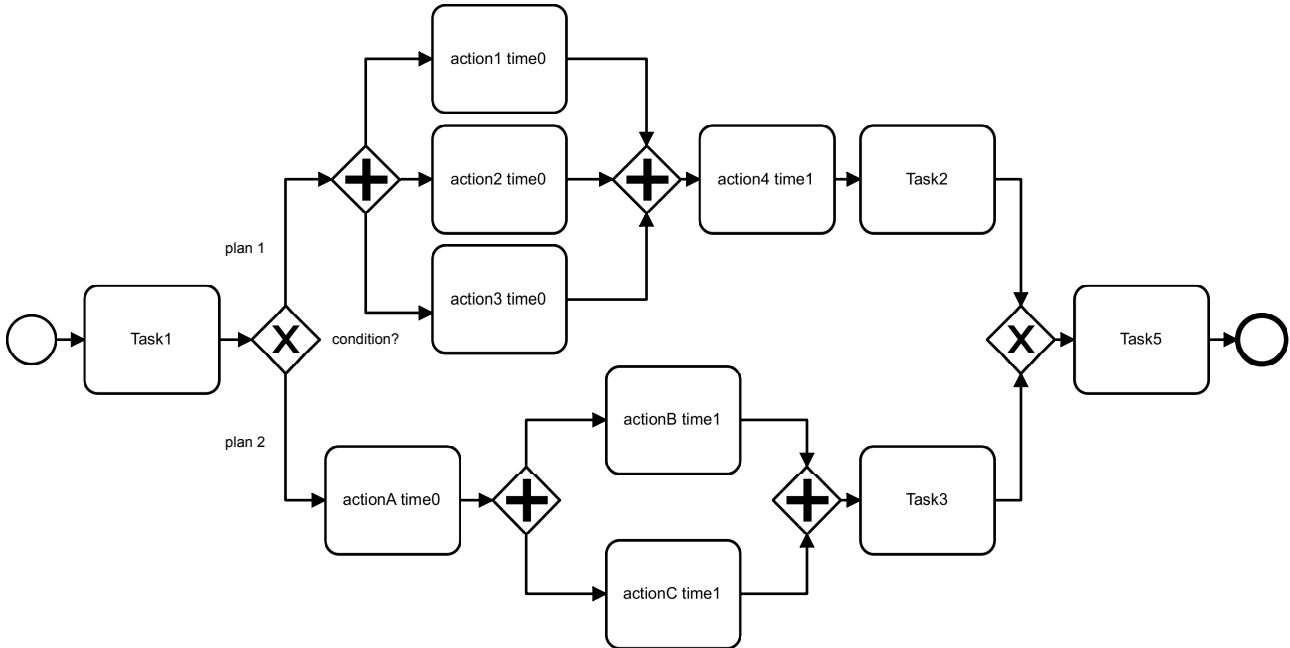 action1 time0
action2 time0
action4 time1
Task2
plan 1
action3 time0
Task1
condition?
Task5
plan 2
actionB time1
actionA time0
Task3
actionC time1